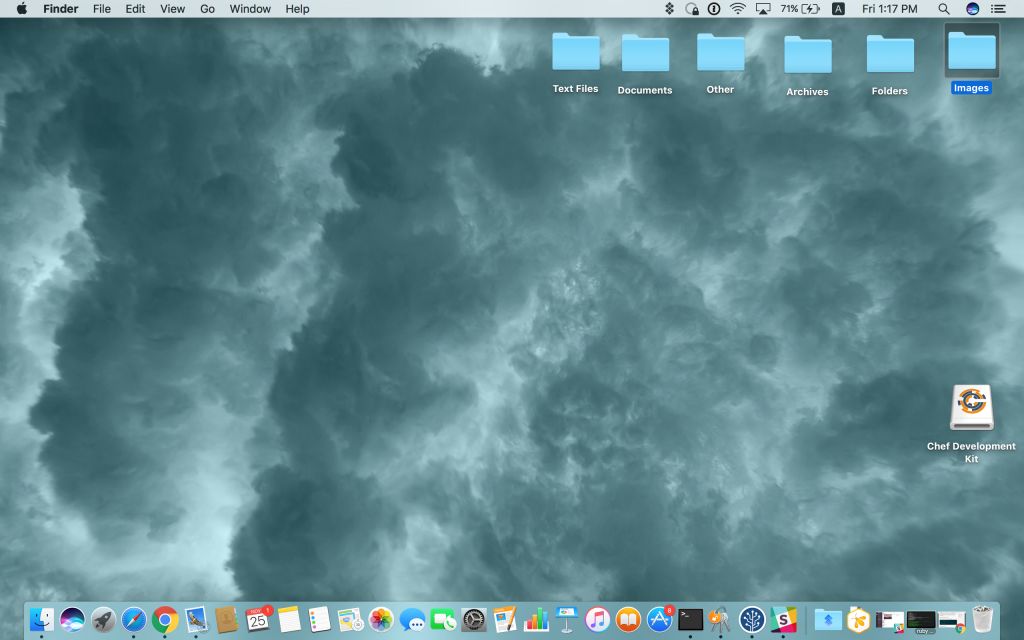 Finder File Edit View Go Window Help 71% A Fri 1:17 PM
Text Files
Documents
Other
Archives
Folders
Images
Chef Development
Kit
NOV 1
25
8
ruby